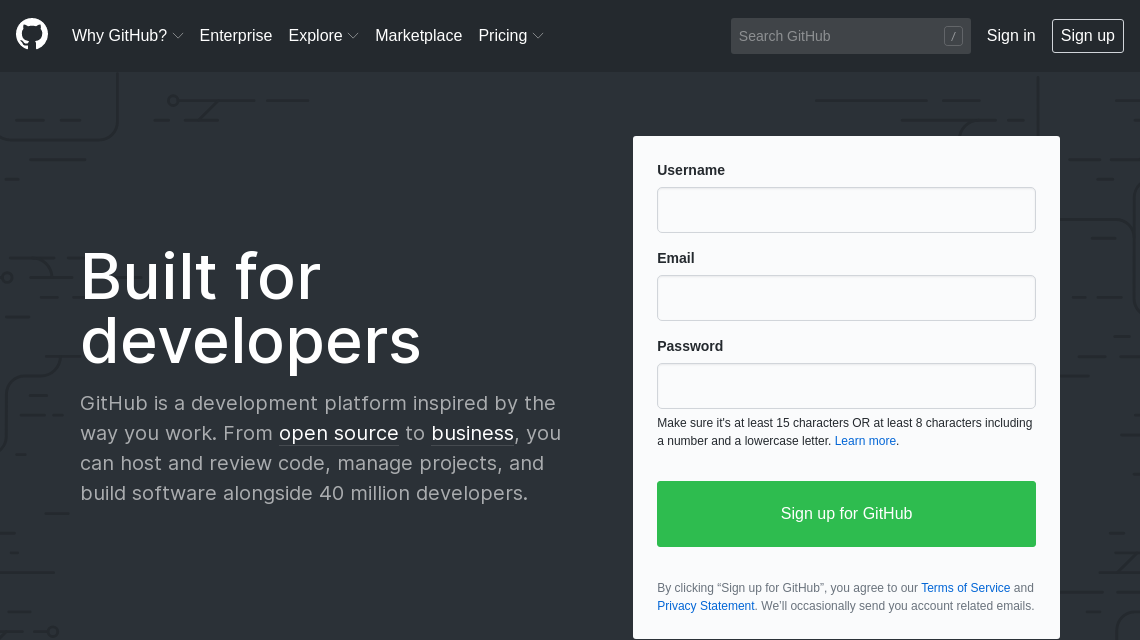 Why GitHub? Enterprise Explore Marketplace Pricing Search GitHub / Sign in Sign up
Built for
developers
GitHub is a development platform inspired by the
way you work. From open source to business, you
can host and review code, manage projects, and
build software alongside 40 million developers.
Username
Email
Password
Make sure it's at least 15 characters OR at least 8 characters including
a number and a lowercase letter. Learn more.
Sign up for GitHub
By clicking “Sign up for GitHub”, you agree to our Terms of Service and
Privacy Statement. We’ll occasionally send you account related emails.